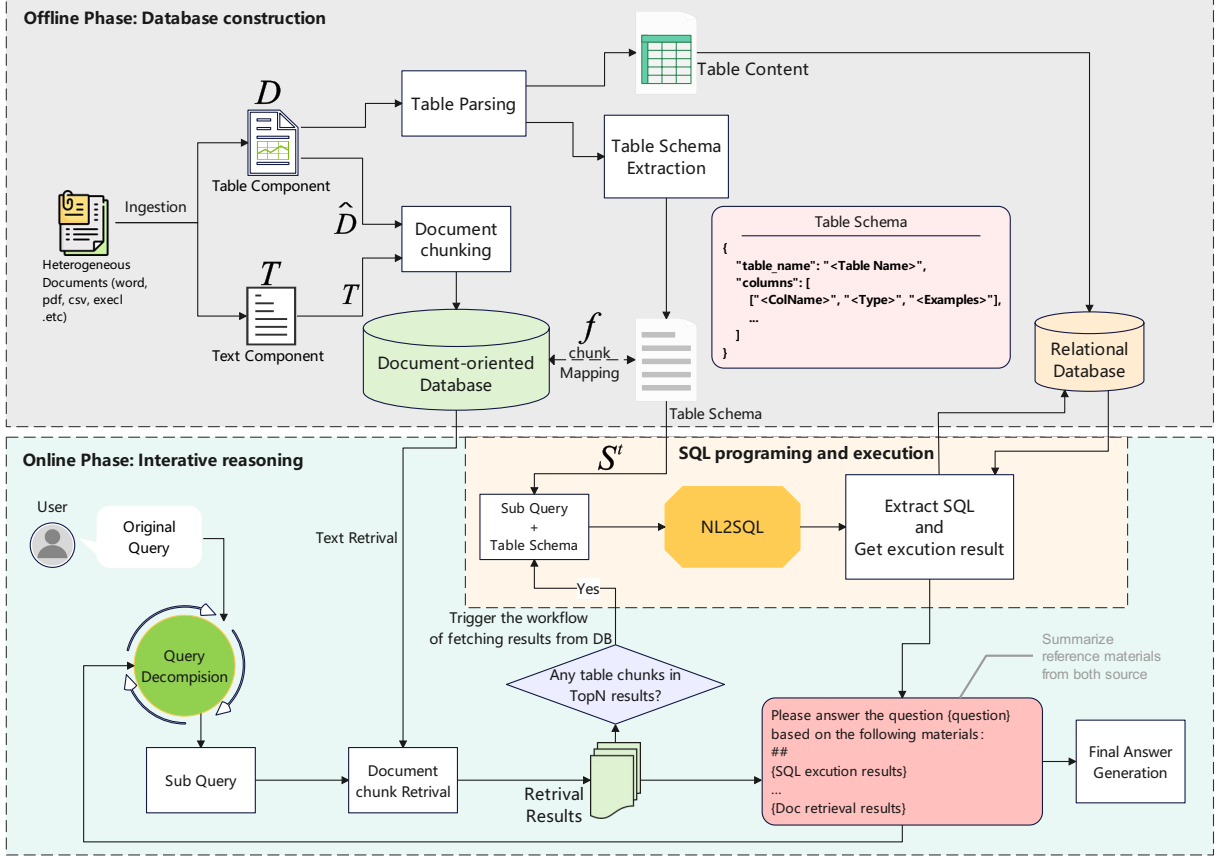 Offline Phase: Database construction
D
Table Component
Ingestion
Heterogeneous
Documents (word,
pdf, csv, execl
.etc)
T
Text Component
Table Parsing
D̂
T
Document
chunking
Document-oriented
Database
Table Content
Table Schema
Extraction
f
chunk
Mapping
Table Schema
Table Schema
{
"table_name": "<Table Name>",
"columns": [
["<ColName>", "<Type>", "<Examples>"],
...
]
}
Relational
Database
Online Phase: Interative reasoning
User
Original
Query
Query
Decompision
Sub Query
Text Retrival
Document
chunk Retrival
Retrival
Results
Any table chunks in
TopN results?
Yes
Trigger the workflow
of fetching results from DB
SQL programing and execution
Sᵗ
Sub Query
+
Table Schema
NL2SQL
Extract SQL
and
Get excution result
Summarize
reference materials
from both source
Please answer the question {question}
based on the following materials:
##
{SQL excution results}
...
{Doc retrieval results}
Final Answer
Generation